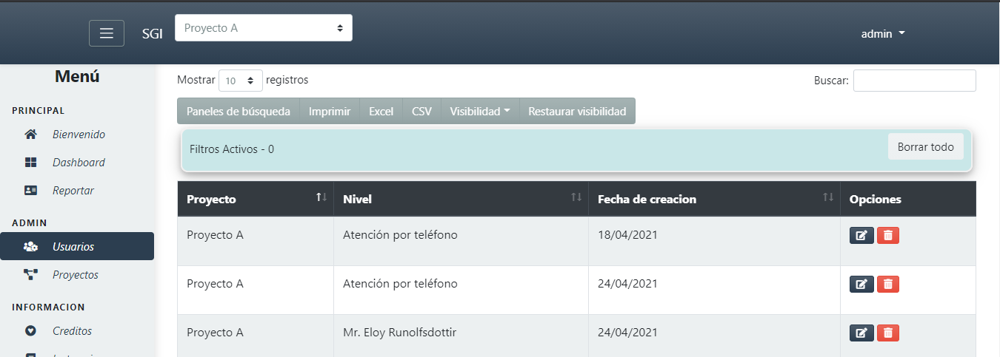 SGI Proyecto A admin
Menú
PRINCIPAL
Bienvenido
Dashboard
Reportar
ADMIN
Usuarios
Proyectos
INFORMACION
Creditos
Mostrar 10 registros Buscar:
Paneles de búsqueda Imprimir Excel CSV Visibilidad Restaurar visibilidad
Filtros Activos - 0 Borrar todo
Proyecto Nivel Fecha de creacion Opciones
Proyecto A Atención por teléfono 18/04/2021
Proyecto A Atención por teléfono 24/04/2021
Proyecto A Mr. Eloy Runolfsdottir 24/04/2021